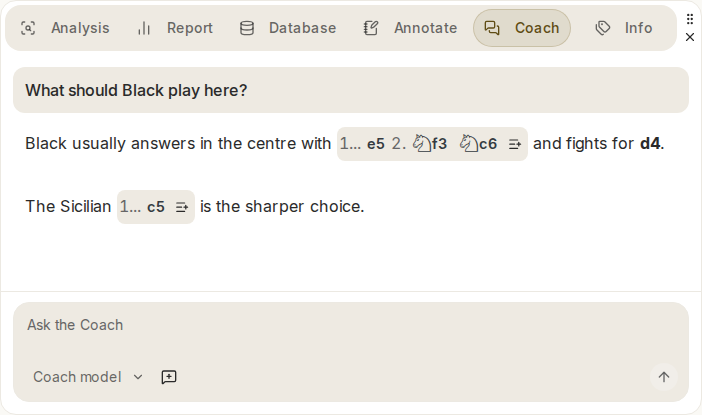 Analysis Report Database Annotate Coach Info
What should Black play here?
Black usually answers in the centre with 1... e5 2. ♘f3 ♘c6 and fights for d4.
The Sicilian 1... c5 is the sharper choice.
Ask the Coach
Coach model